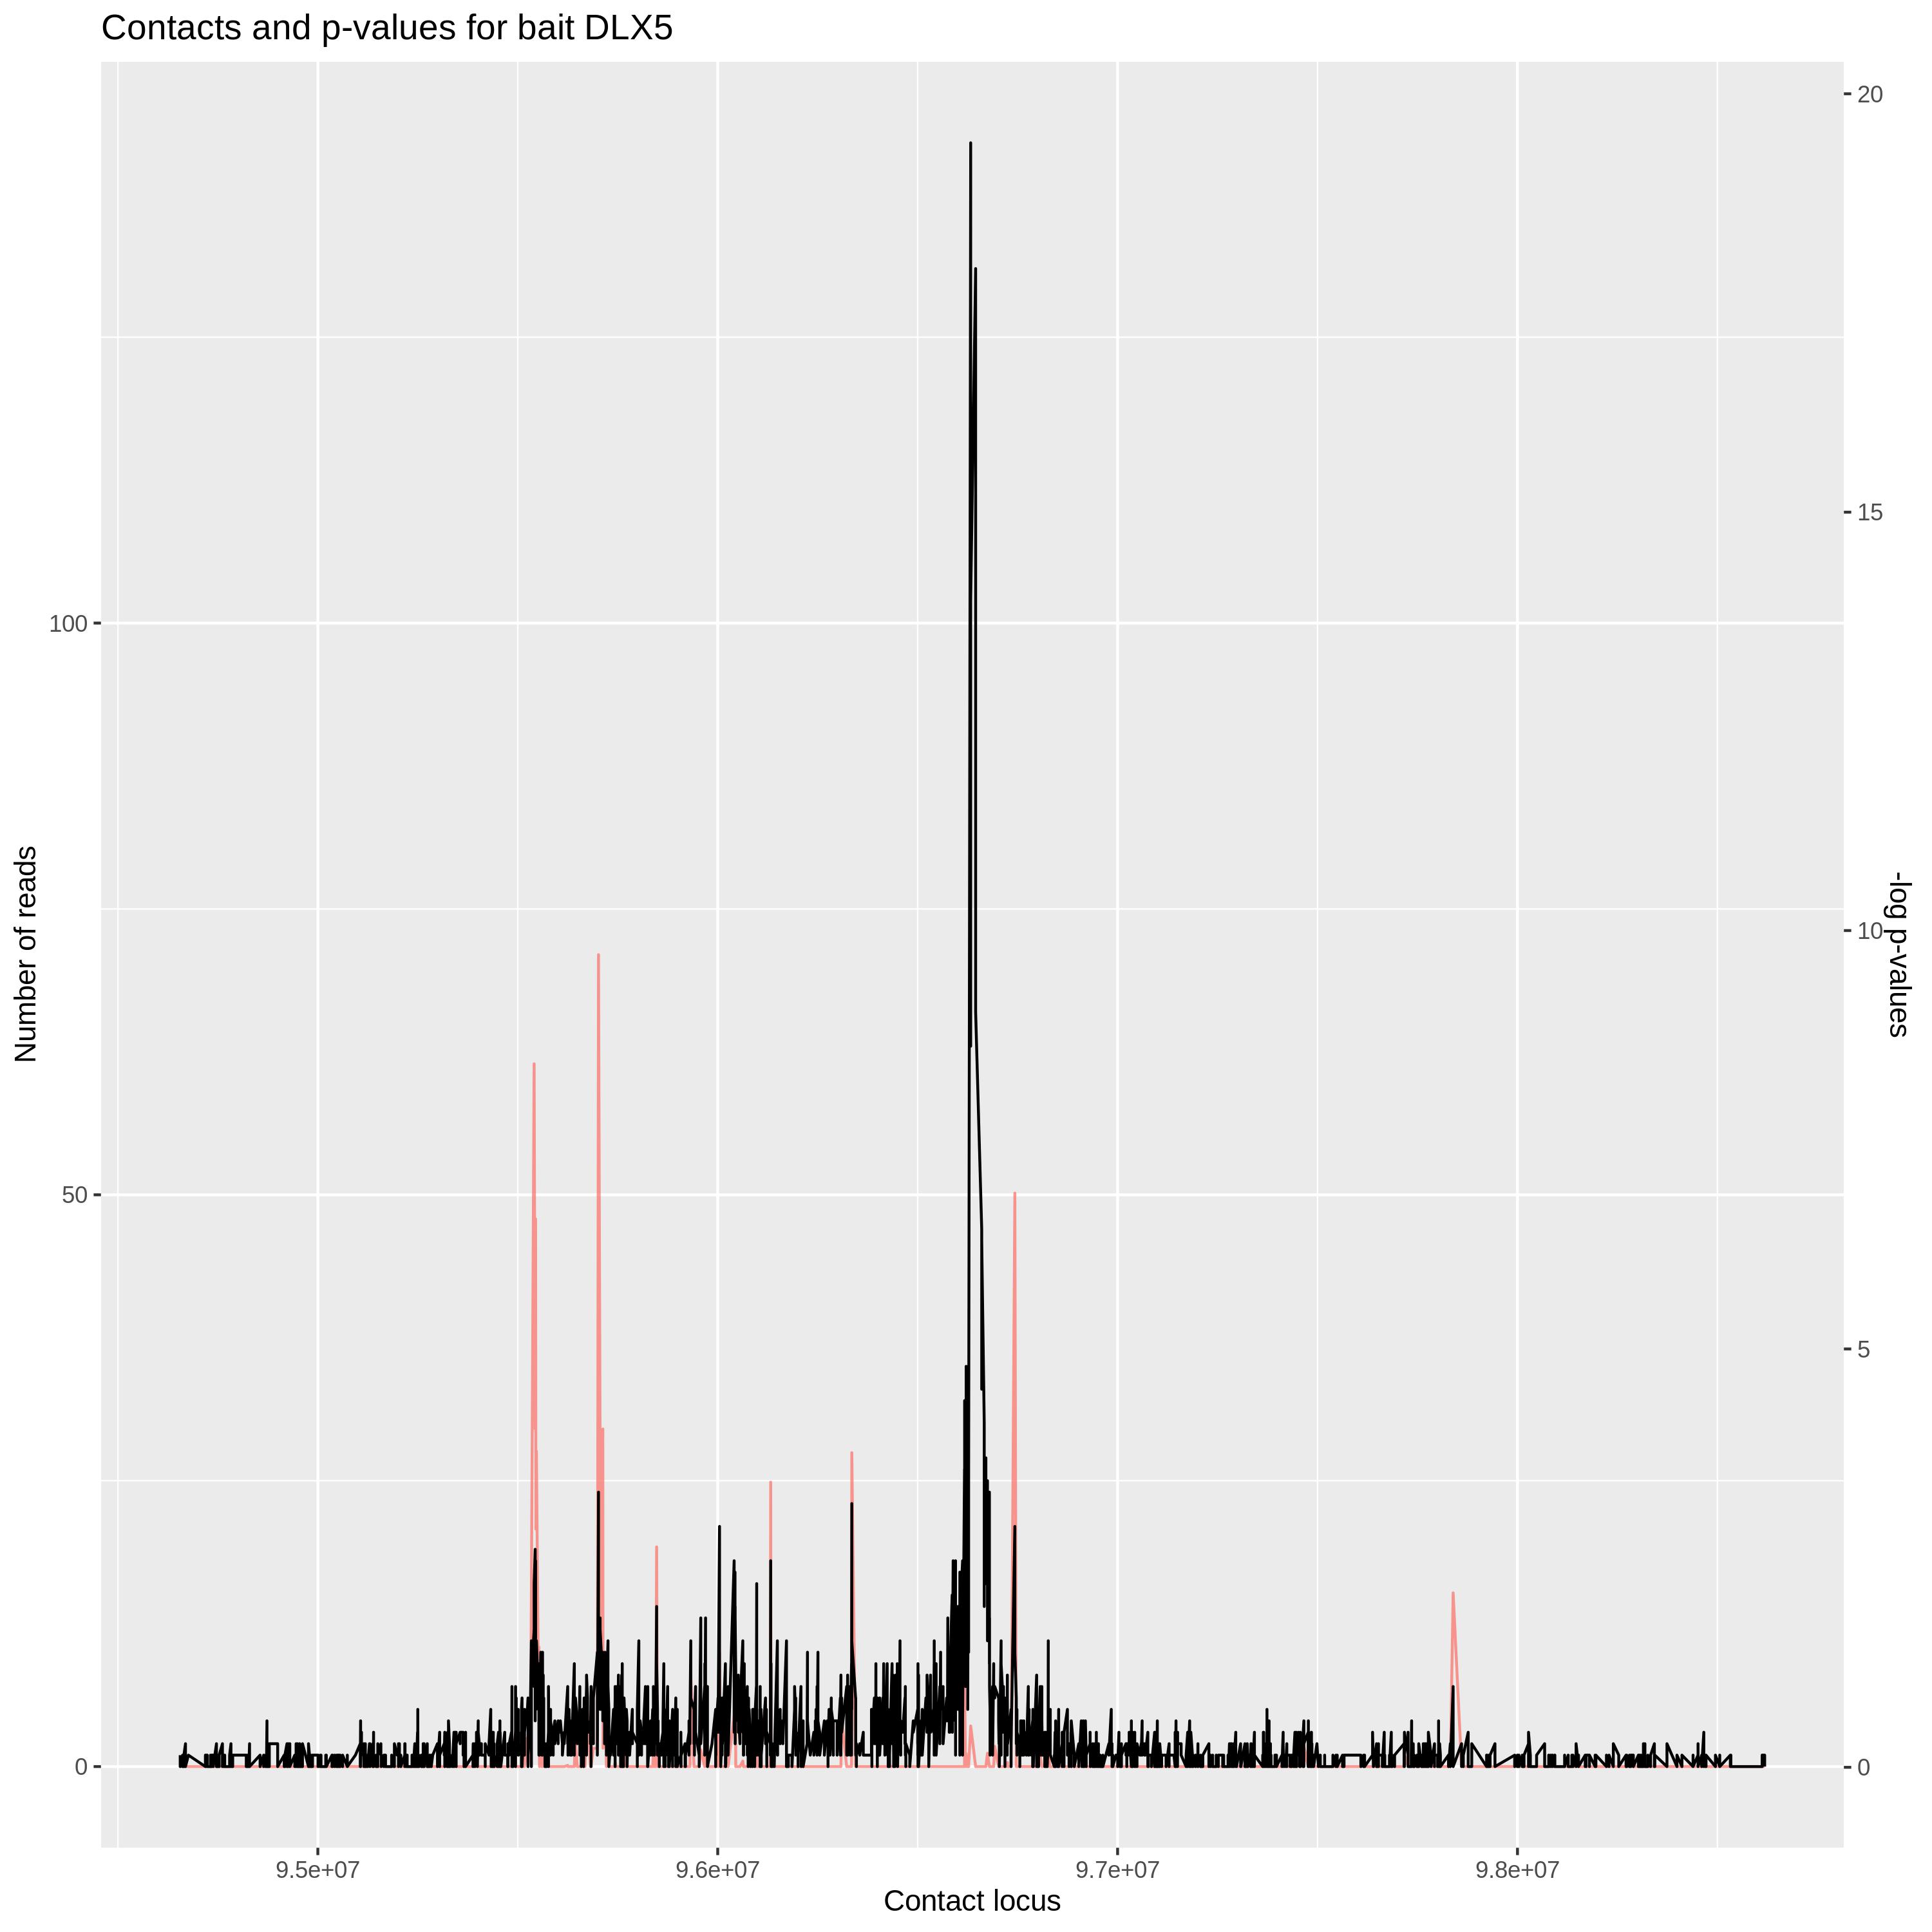 Contacts and p-values for bait DLX5
20
15
100
10
50
5
0
0
Number of reads
-log p-values
9.5e+07
9.6e+07
9.7e+07
9.8e+07
Contact locus